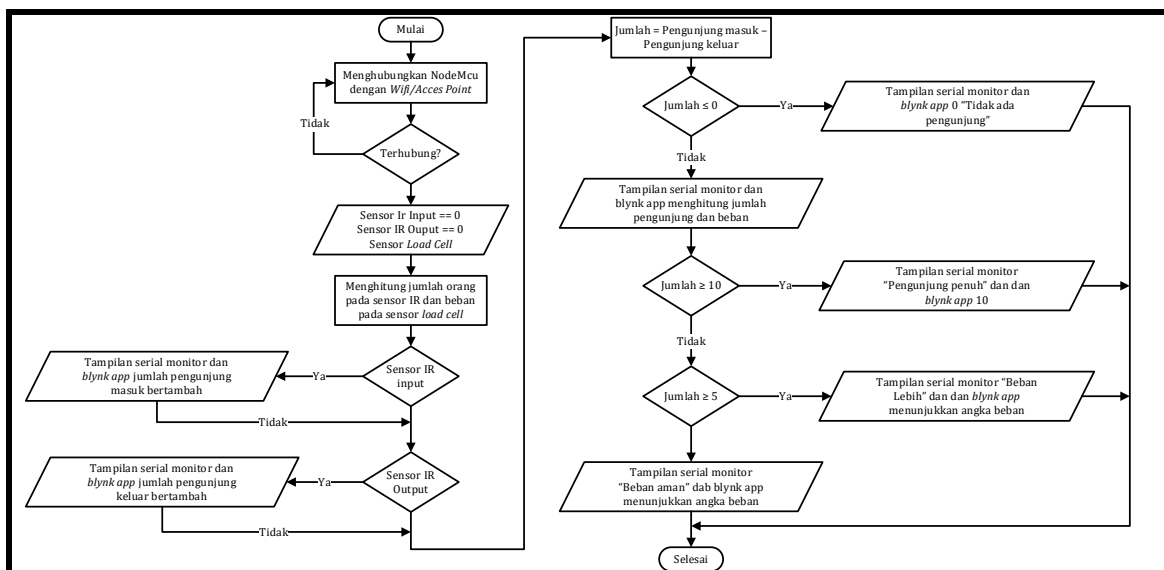 Mulai
Menghubungkan NodeMcu
dengan Wifi/Acces Point
Tidak
Terhubung?
Sensor Ir Input == 0
Sensor IR Ouput == 0
Sensor Load Cell
Menghitung jumlah orang
pada sensor IR dan beban
pada sensor load cell
Sensor IR
input
Ya
Tampilan serial monitor dan
blynk app jumlah pengunjung
masuk bertambah
Tidak
Sensor IR
Output
Ya
Tampilan serial monitor dan
blynk app jumlah pengunjung
keluar bertambah
Tidak
Jumlah = Pengunjung masuk –
Pengunjung keluar
Jumlah ≤ 0
Ya
Tampilan serial monitor dan
blynk app 0 “Tidak ada
pengunjung”
Tidak
Tampilan serial monitor dan
blynk app menghitung jumlah
pengunjung dan beban
Jumlah ≥ 10
Ya
Tampilan serial monitor
“Pengunjung penuh” dan dan
blynk app 10
Tidak
Jumlah ≥ 5
Ya
Tampilan serial monitor “Beban
Lebih” dan dan blynk app
menunjukkan angka beban
Tampilan serial monitor
“Beban aman” dab blynk app
menunjukkan angka beban
Selesai